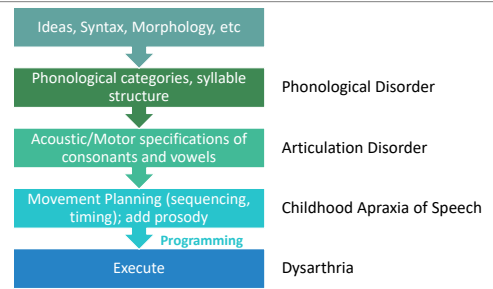 Ideas, Syntax, Morphology, etc
Phonological categories, syllable
structure
Phonological Disorder
Acoustic/Motor specifications of
consonants and vowels
Articulation Disorder
Movement Planning (sequencing,
timing); add prosody
Childhood Apraxia of Speech
Programming
Execute
Dysarthria